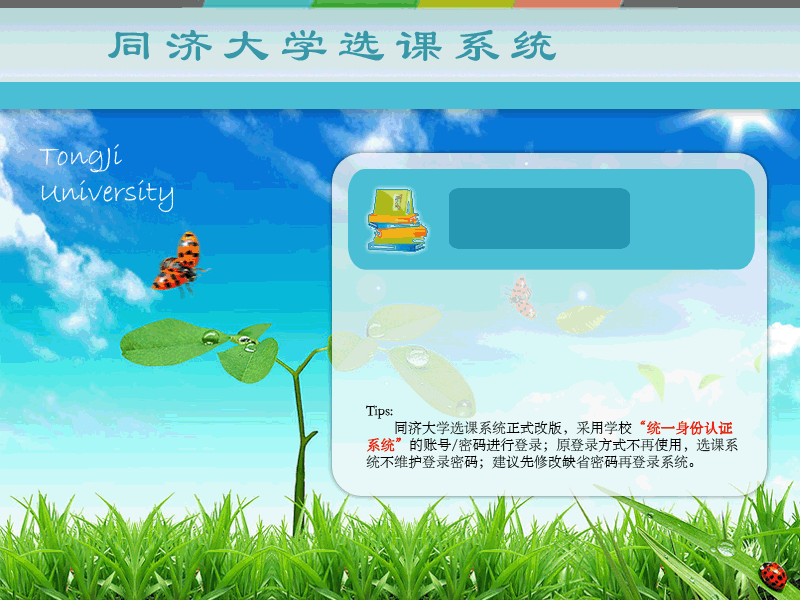 同济大学选课系统
TongJi
University
Tips:
同济大学选课系统正式改版，采用学校“统一身份认证
系统”的账号/密码进行登录；原登录方式不再使用，选课系
统不维护登录密码；建议先修改缺省密码再登录系统。